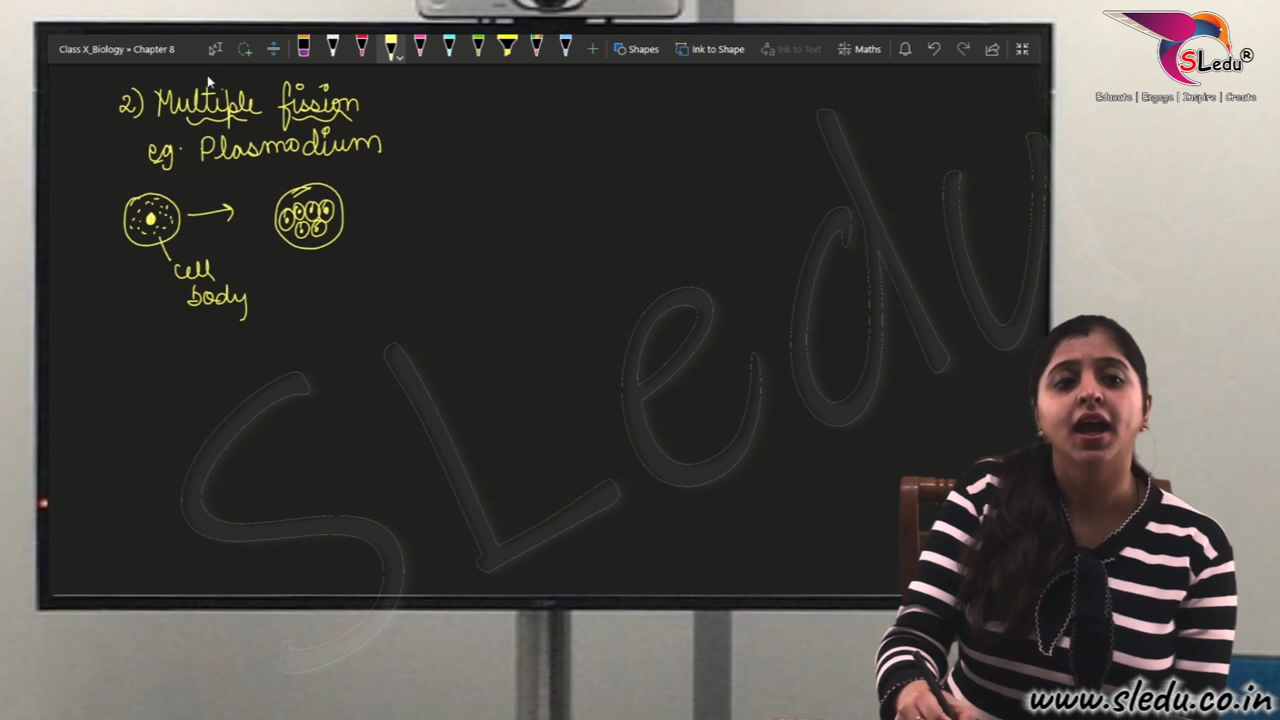 Class X_Biology » Chapter 8
Shapes
Ink to Shape
Ink to Text
Maths
SLedu®
Educate | Engage | Inspire | Create
2) Multiple fission
eg. Plasmodium
cell
body
SLedu
www.sledu.co.in